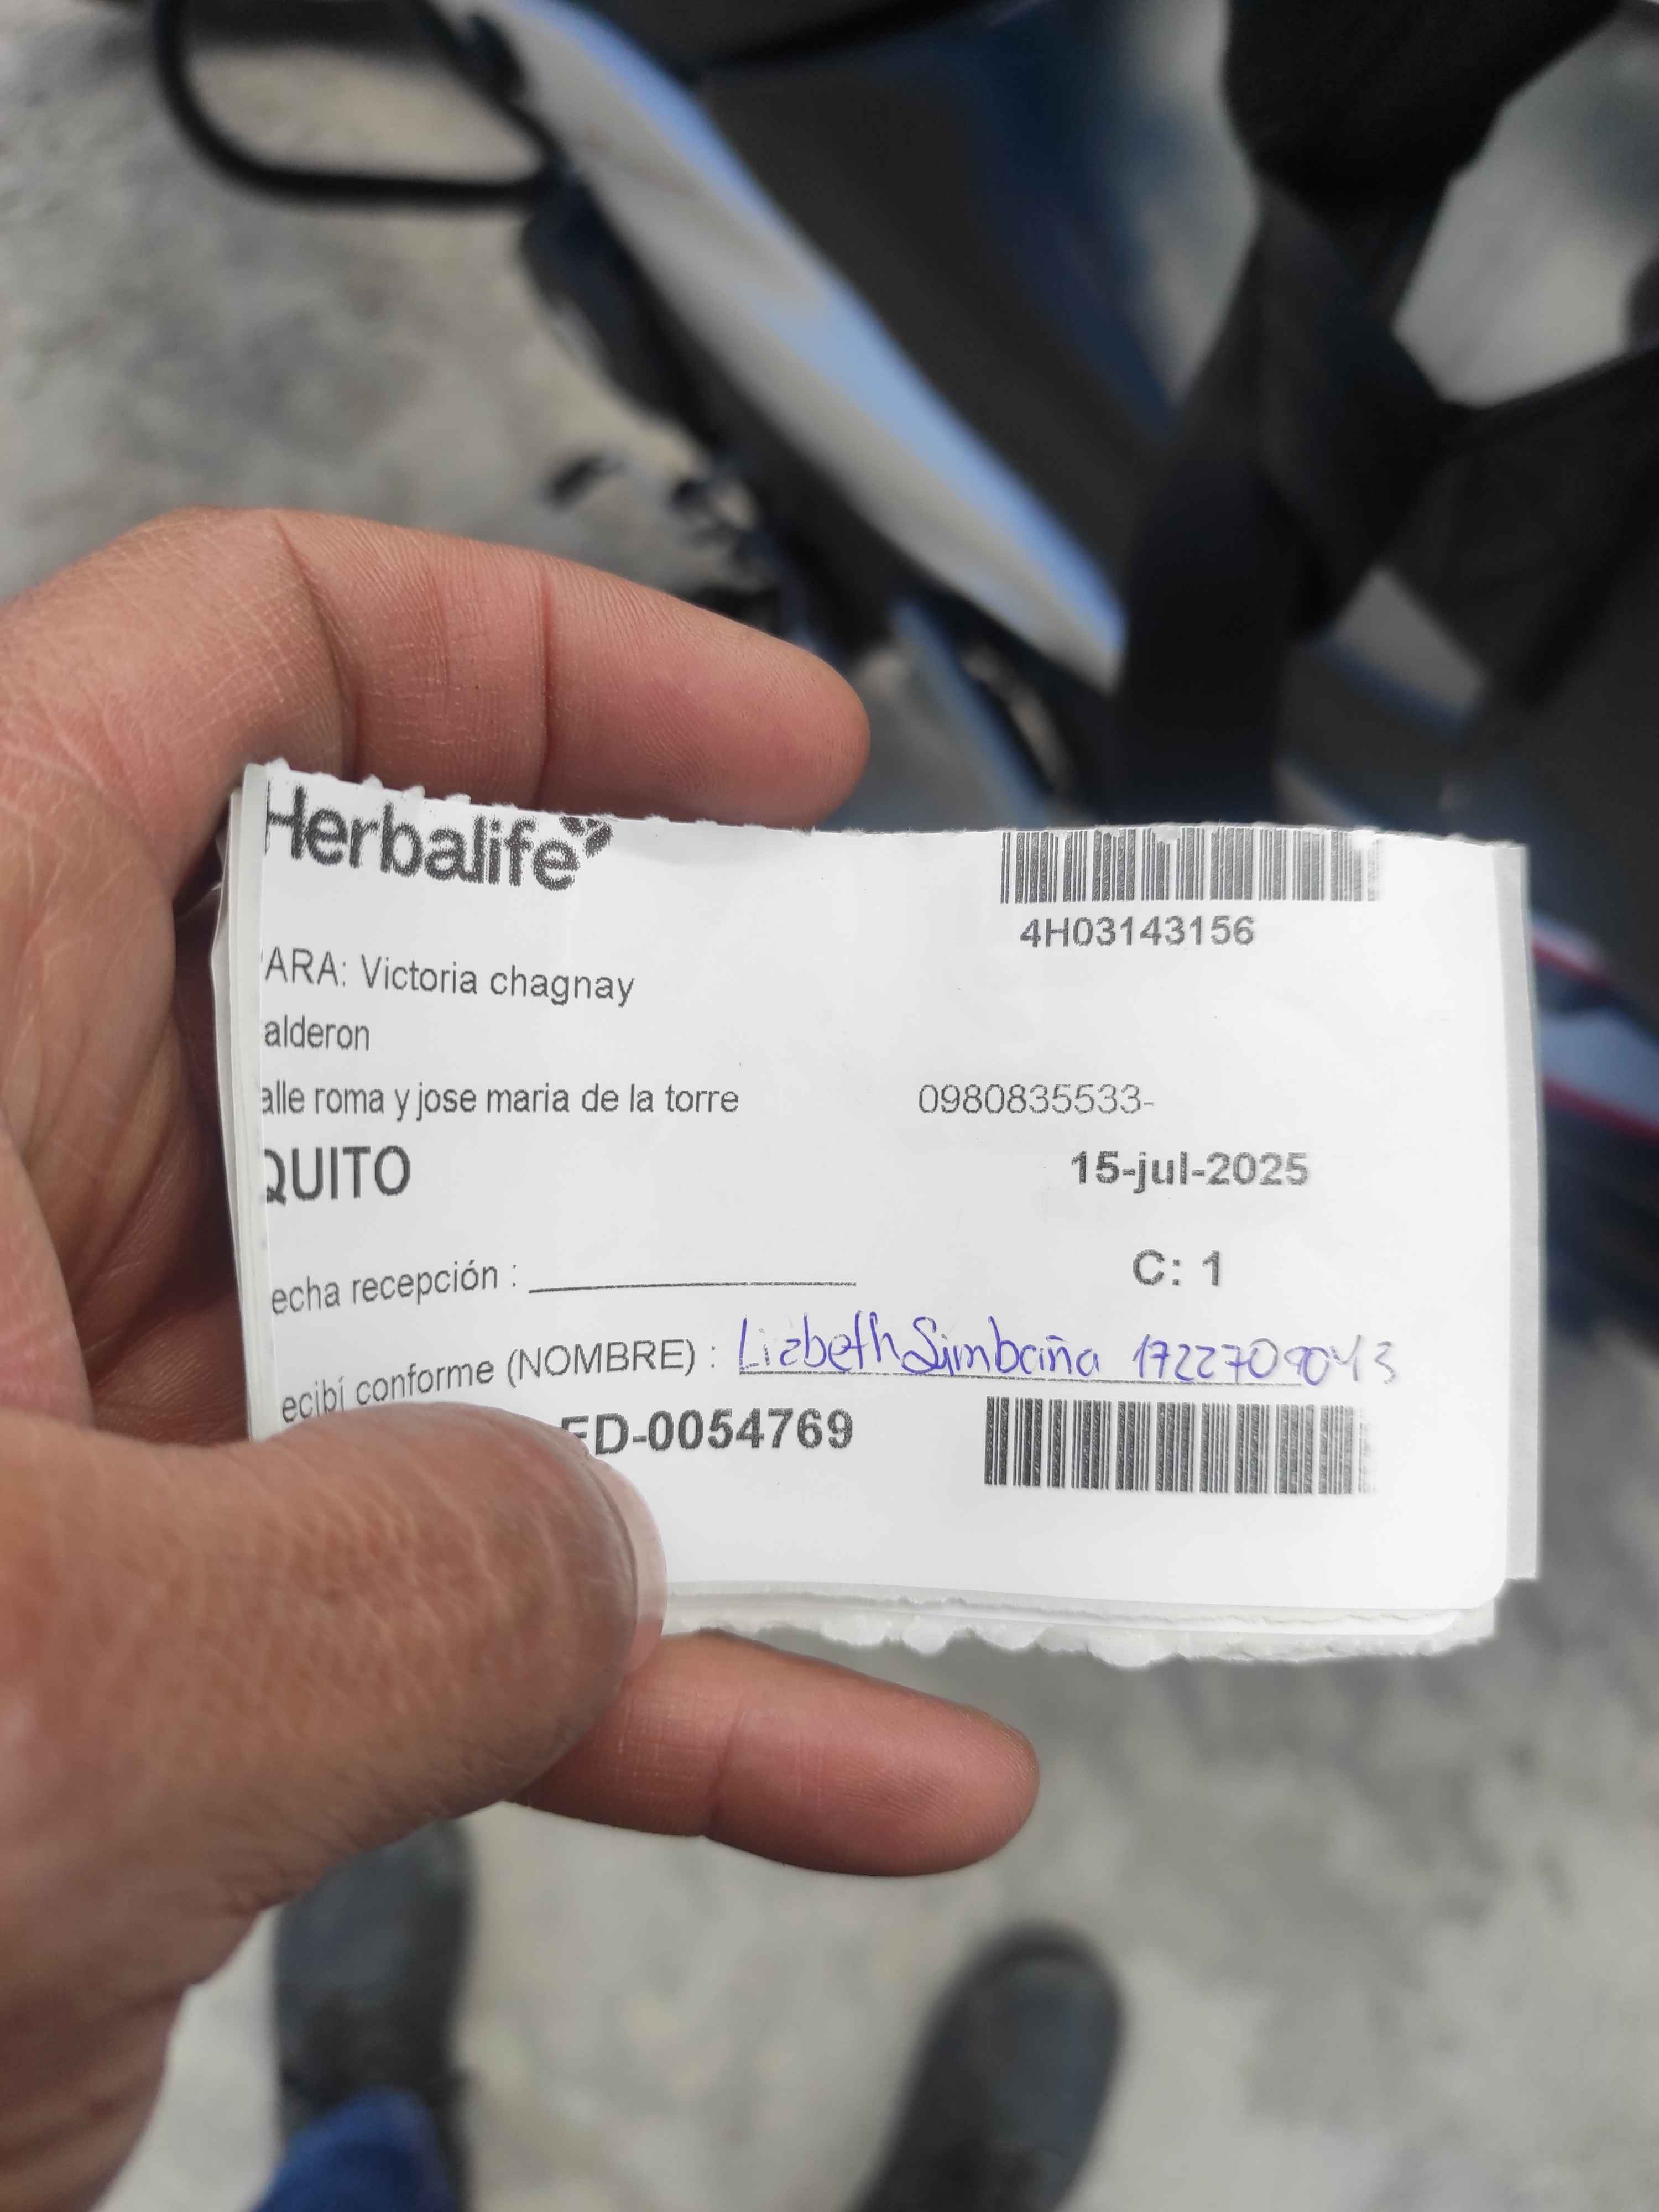 Herbalife
4H03143156
ARA: Victoria chagnay
alderon
alle roma y jose maria de la torre 0980835533-
QUITO 15-jul-2025
echa recepción : C: 1
ecibí conforme (NOMBRE) : Lizbeth Simbaña
ED-0054769